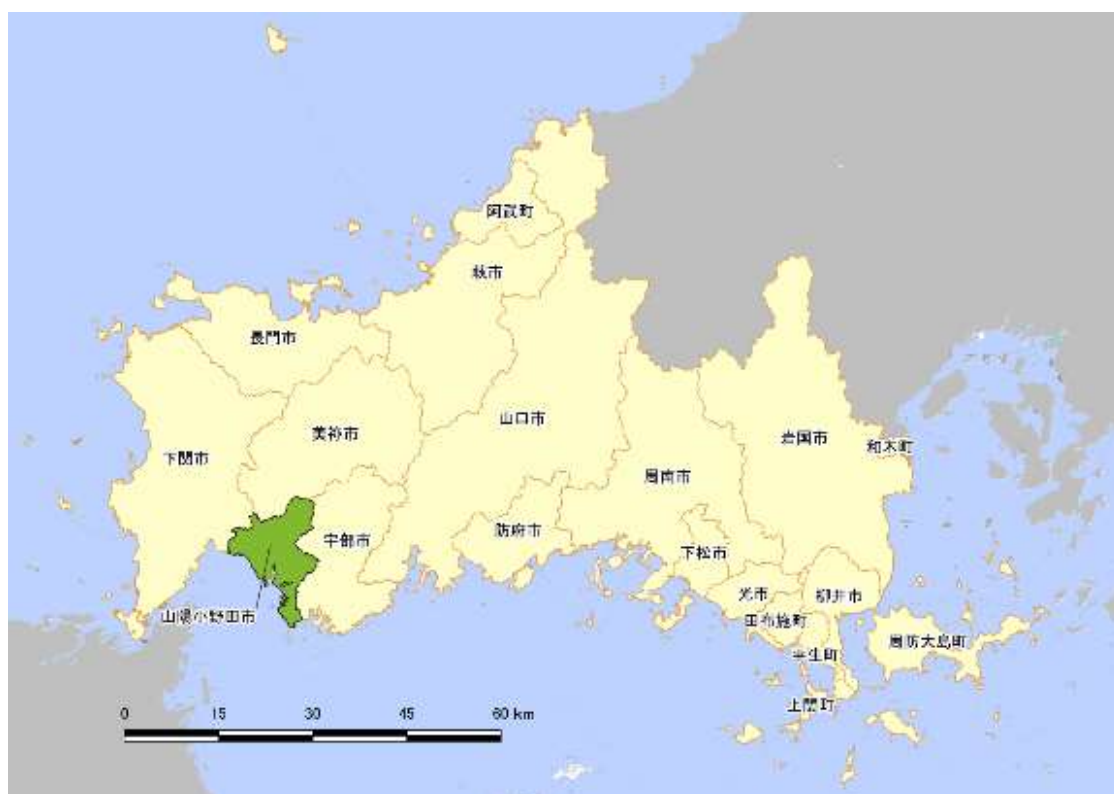 阿武町
萩市
長門市
山口市
美祢市
岩国市
和木町
下関市
周南市
防府市
宇部市
下松市
光市
柳井市
山陽小野田市
田布施町
周防大島町
平生町
上関町
0 15 30 45 60 km